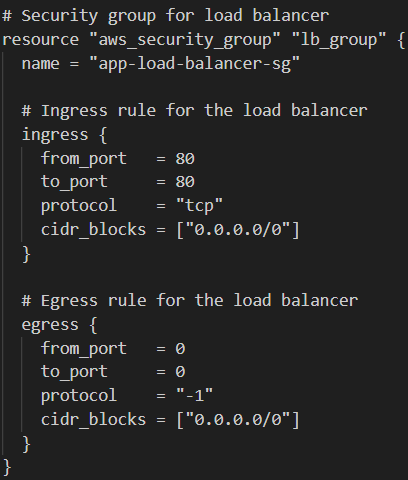 # Security group for load balancer
resource "aws_security_group" "lb_group" {
  name = "app-load-balancer-sg"

  # Ingress rule for the load balancer
  ingress {
    from_port   = 80
    to_port     = 80
    protocol    = "tcp"
    cidr_blocks = ["0.0.0.0/0"]
  }

  # Egress rule for the load balancer
  egress {
    from_port   = 0
    to_port     = 0
    protocol    = "-1"
    cidr_blocks = ["0.0.0.0/0"]
  }
}